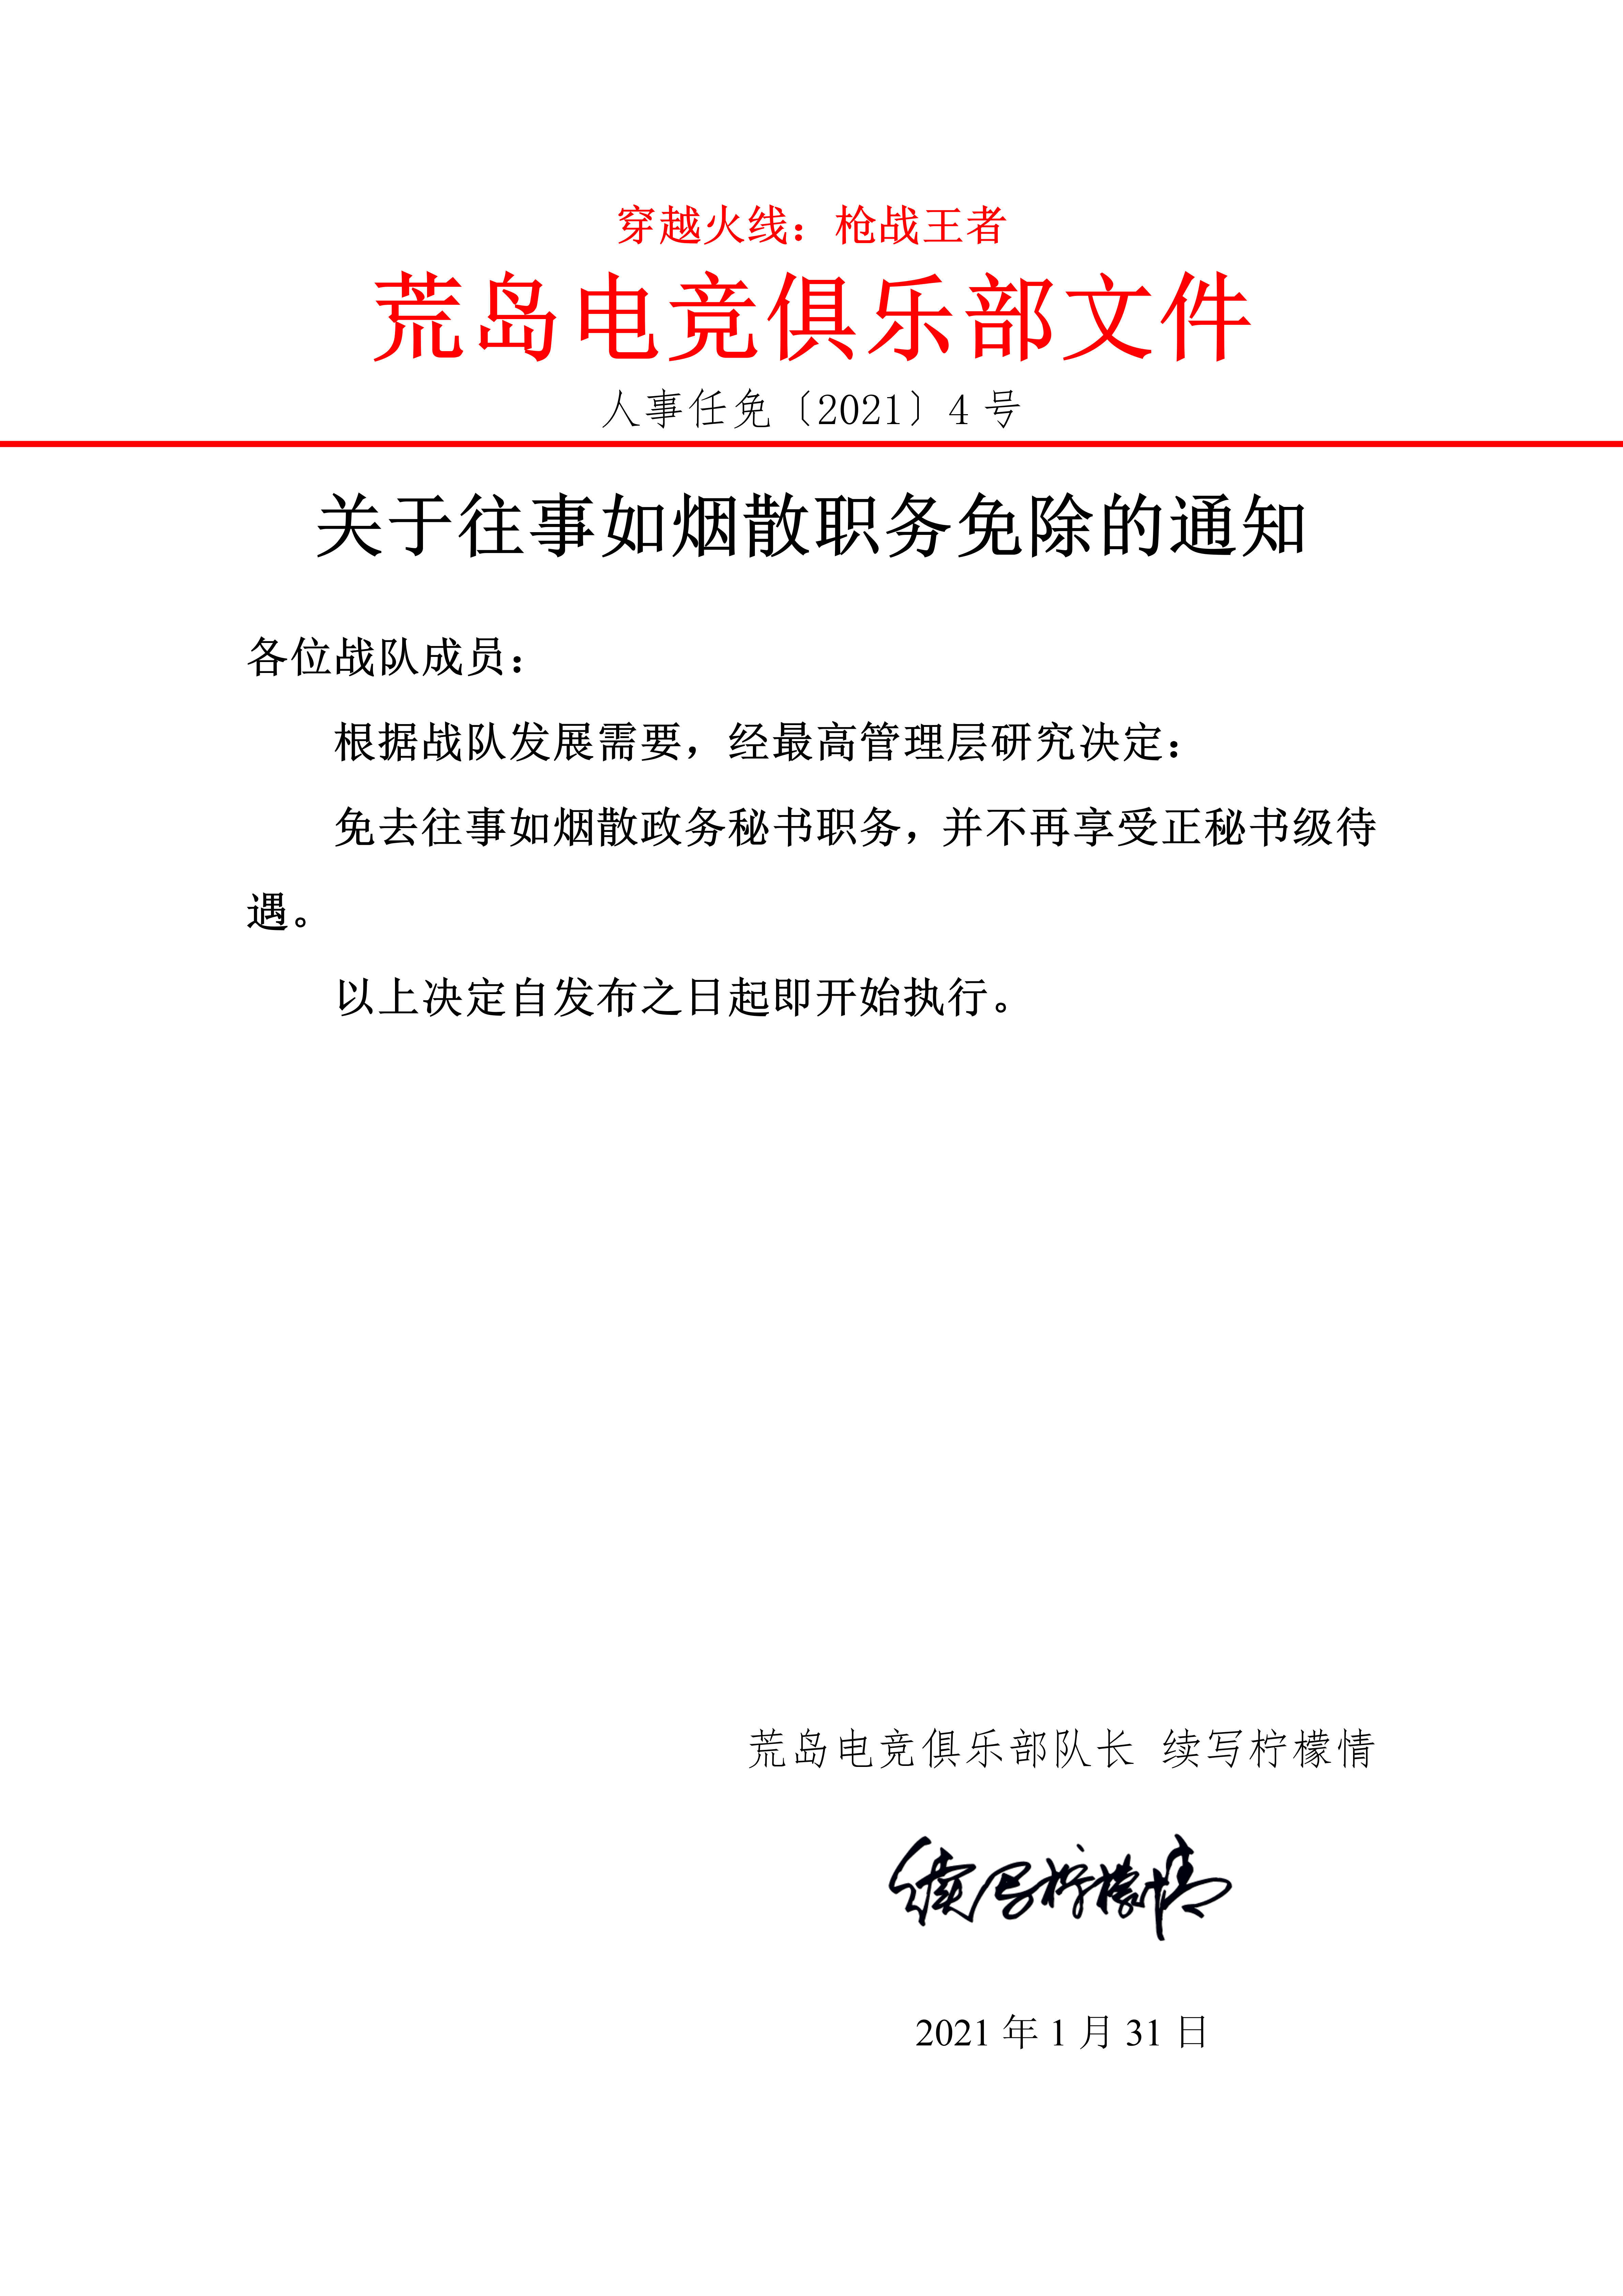 穿越火线：枪战王者
荒岛电竞俱乐部文件
人事任免〔2021〕4 号
关于往事如烟散职务免除的通知
各位战队成员：
根据战队发展需要，经最高管理层研究决定：
免去往事如烟散政务秘书职务，并不再享受正秘书级待
遇。
以上决定自发布之日起即开始执行。
荒岛电竞俱乐部队长 续写柠檬情
续写柠檬情
2021 年 1 月 31 日